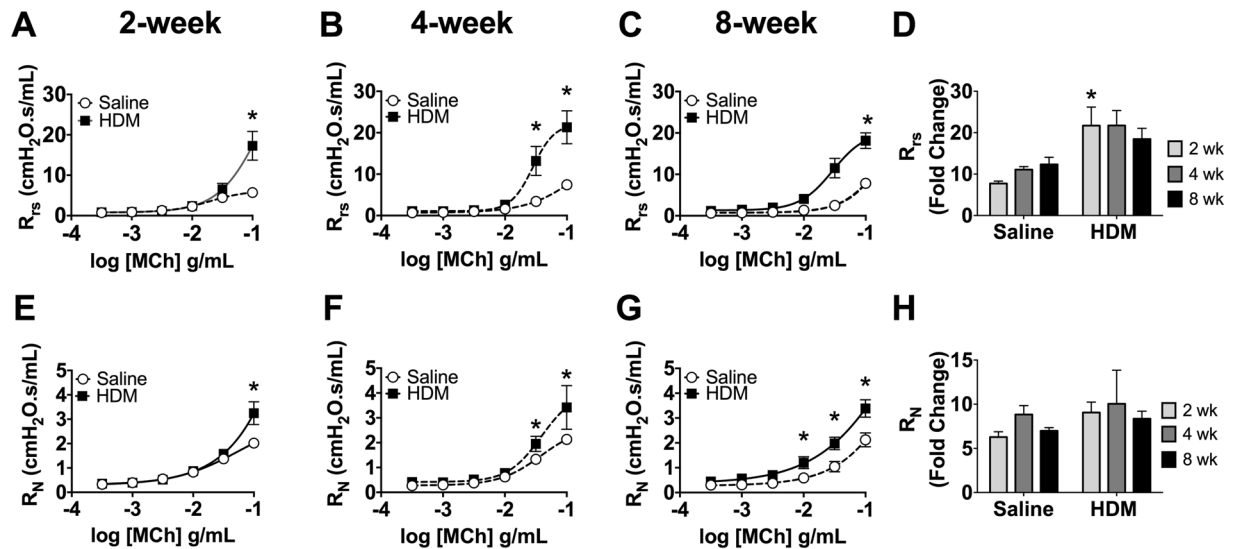 A 2-week
B 4-week
C 8-week
D
Rrs (cmH2O.s/mL)
30
20
10
0
-4 -3 -2 -1
log [MCh] g/mL
Saline
HDM
*
Rrs (cmH2O.s/mL)
30
20
10
0
-4 -3 -2 -1
log [MCh] g/mL
Saline
HDM
* *
Rrs (cmH2O.s/mL)
30
20
10
0
-4 -3 -2 -1
log [MCh] g/mL
Saline
HDM
*
Rrs
(Fold Change)
30
20
10
0
Saline HDM
*
2 wk
4 wk
8 wk
E
F
G
H
RN (cmH2O.s/mL)
5
4
3
2
1
0
-4 -3 -2 -1
log [MCh] g/mL
Saline
HDM
*
RN (cmH2O.s/mL)
5
4
3
2
1
0
-4 -3 -2 -1
log [MCh] g/mL
Saline
HDM
* *
RN (cmH2O.s/mL)
5
4
3
2
1
0
-4 -3 -2 -1
log [MCh] g/mL
Saline
HDM
* * *
RN
(Fold Change)
15
10
5
0
Saline HDM
2 wk
4 wk
8 wk